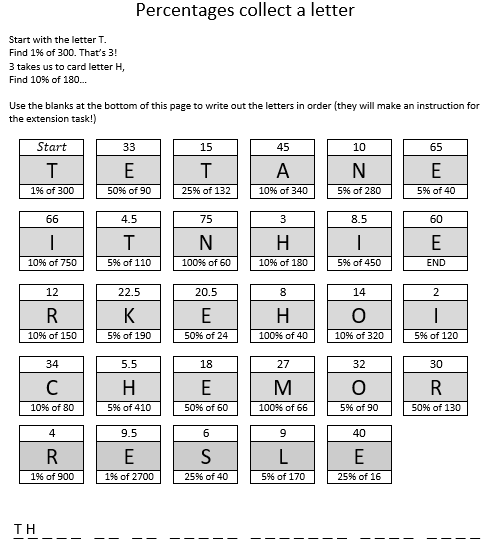 Percentages collect a letter
Start with the letter T.
Find 1% of 300. That's 3!
3 takes us to card letter H,
Find 10% of 180...
Use the blanks at the bottom of this page to write out the letters in order (they will make an instruction for
the extension task!)
Start 33 15 45 10 65
T E T A N E
1% of 300 50% of 90 25% of 132 10% of 340 5% of 280 5% of 40
66 4.5 75 3 8.5 60
I T N H I E
10% of 750 5% of 110 100% of 60 10% of 180 5% of 450 END
12 22.5 20.5 8 14 2
R K E H O I
10% of 150 5% of 190 50% of 24 100% of 40 10% of 320 5% of 120
34 5.5 18 27 32 30
C H E M O R
10% of 80 5% of 410 50% of 60 100% of 66 5% of 90 50% of 130
4 9.5 6 9 40
R E S L E
1% of 900 1% of 2700 25% of 40 5% of 170 25% of 16
T H